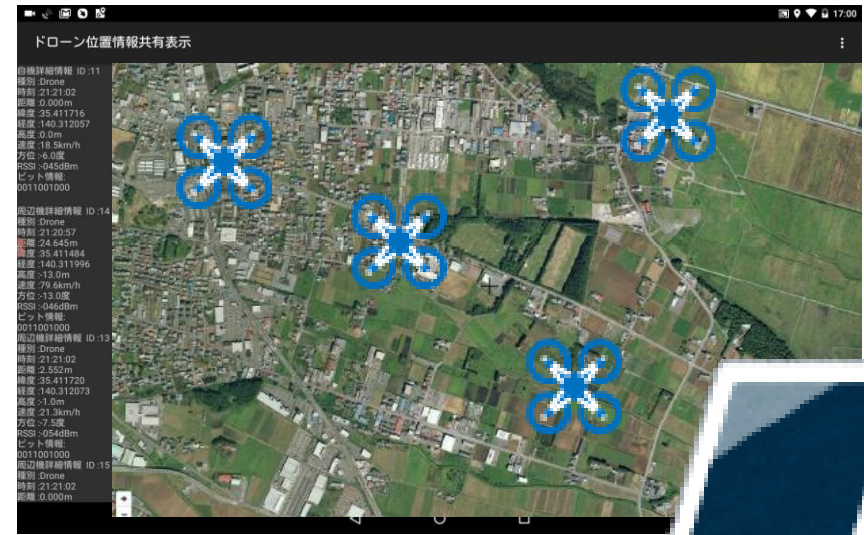 17:00
ドローン位置情報共有表示
自機詳細情報 ID :11
種別 :Drone
時刻 :21:21:02
距離 :0.000m
緯度 :35.411716
経度 :140.312057
高度 :0.0m
速度 :18.5km/h
方位 :-6.0度
RSSI :-045dBm
ビット情報:
0011001000
周辺機詳細情報 ID :14
種別 :Drone
時刻 :21:20:57
距離 :24.645m
緯度 :35.411484
経度 :140.311996
高度 :-13.0m
速度 :79.6km/h
方位 :-13.0度
RSSI :-046dBm
ビット情報:
0011001000
周辺機詳細情報 ID :13
種別 :Drone
時刻 :21:21:02
距離 :2.552m
緯度 :35.411720
経度 :140.312073
高度 :-1.0m
速度 :21.3km/h
方位 :-7.5度
RSSI :-054dBm
ビット情報:
0011001000
周辺機詳細情報 ID :15
種別 :Drone
時刻 :21:21:02
距離 :0.000m